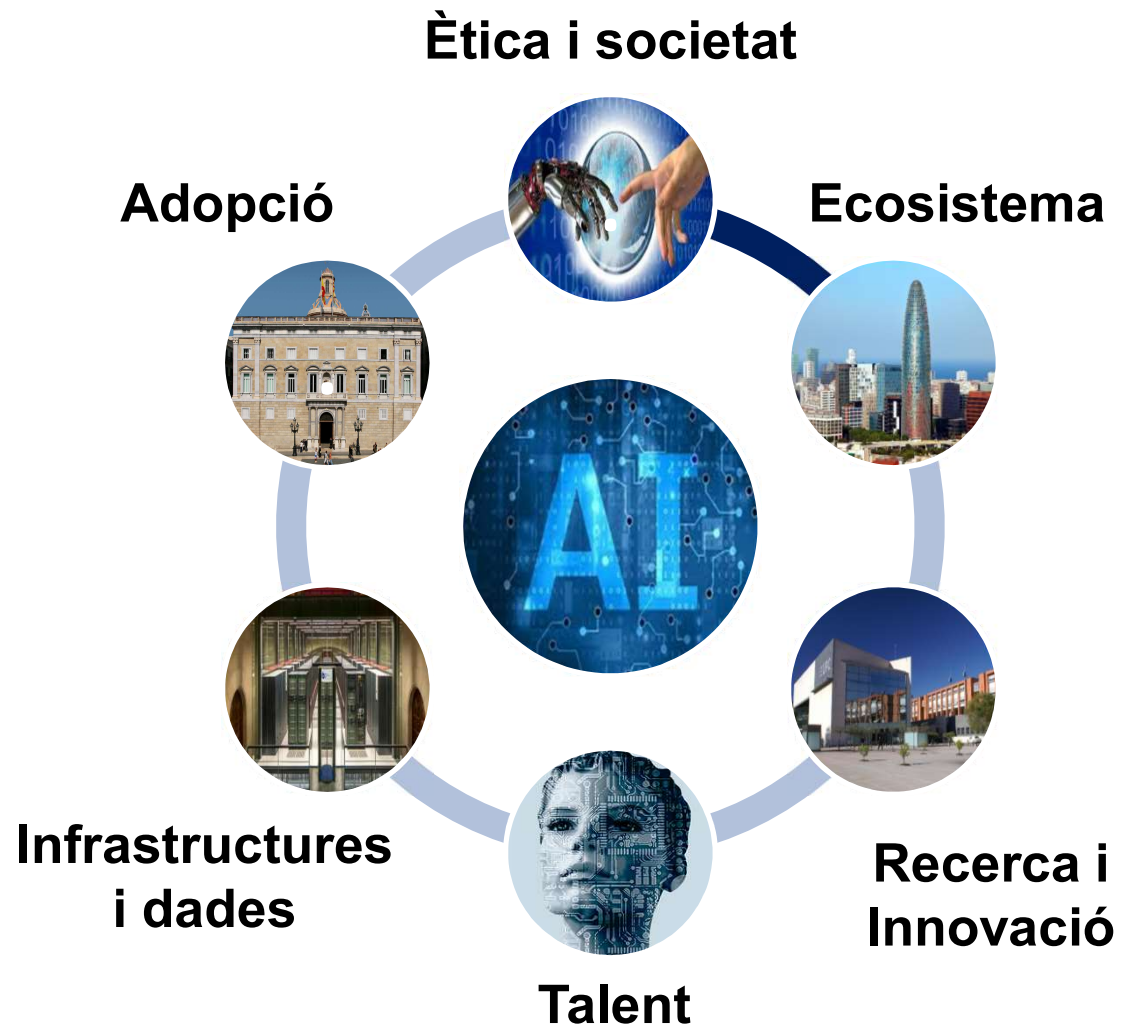 Ètica i societat
Adopció
Ecosistema
AI
Infrastructures
i dades
Recerca i
Innovació
Talent